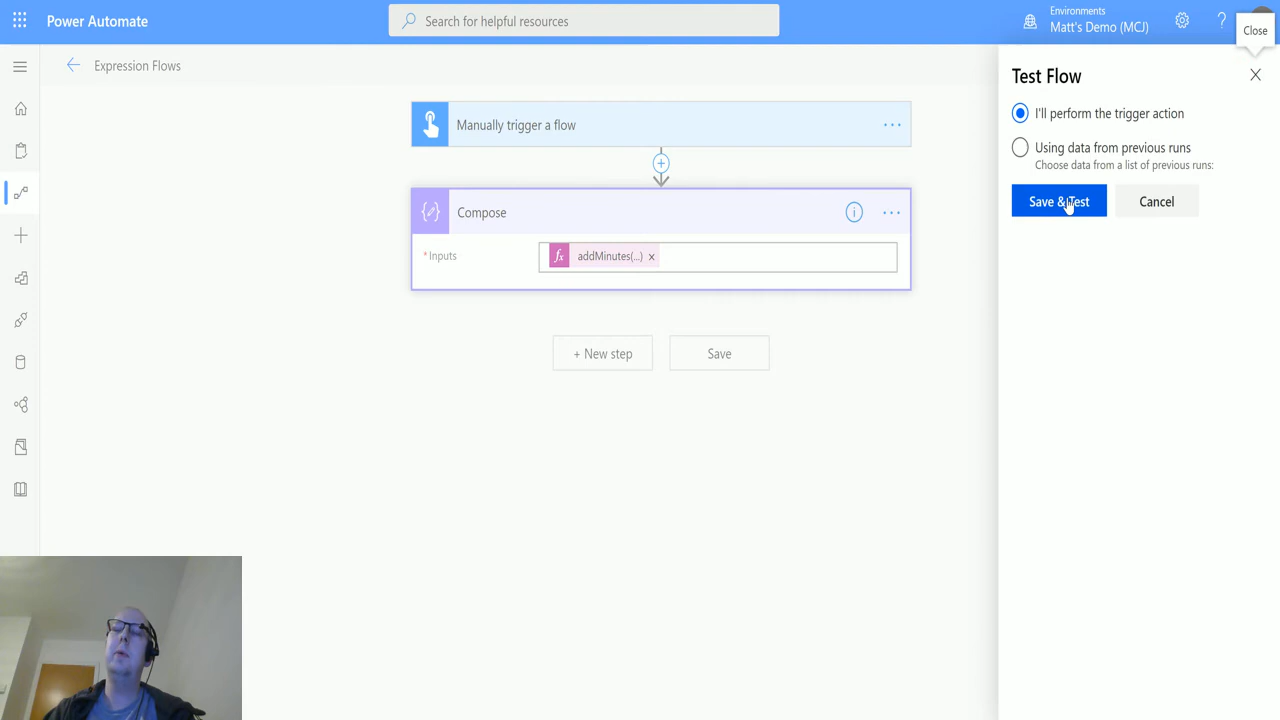 Power Automate
Search for helpful resources
Environments
Matt's Demo (MCJ)
?
Close
Expression Flows
Test Flow
I'll perform the trigger action
Using data from previous runs
Choose data from a list of previous runs:
Save & Test
Cancel
Manually trigger a flow
...
+
Compose
i
...
* Inputs
fx addMinutes(...) x
+ New step
Save